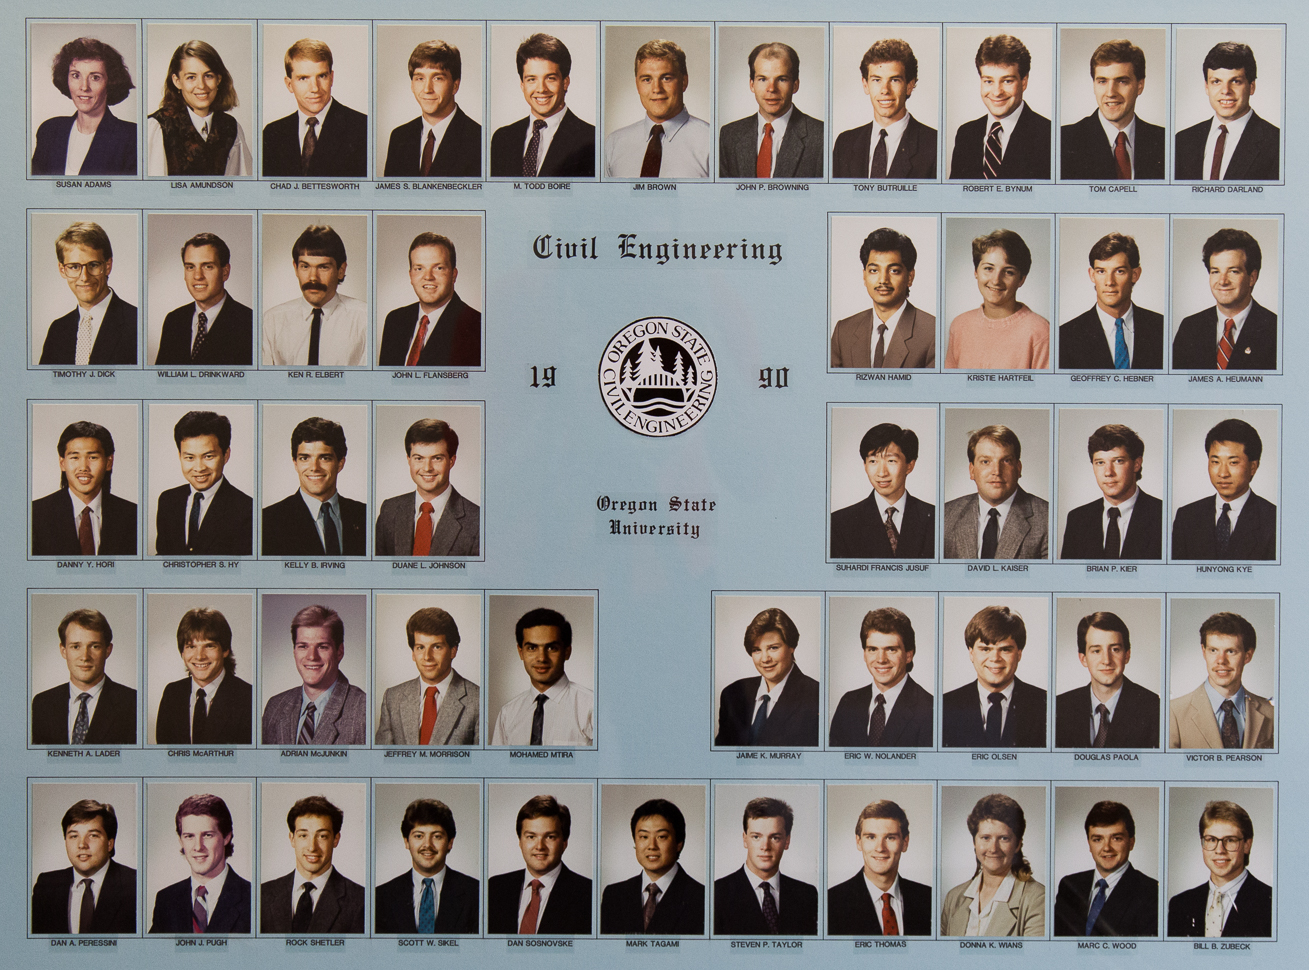 SUSAN ADAMS
LISA AMUNDSON
CHAD J. BETTESWORTH
JAMES S. BLANKENBECKLER
M. TODD BOIRE
JIM BROWN
JOHN P. BROWNING
TONY BUTRUILLE
ROBERT E. BYNUM
TOM CAPELL
RICHARD DARLAND
Civil Engineering
TIMOTHY J. DICK
WILLIAM L. DRINKWARD
KEN R. ELBERT
JOHN L. FLANSBERG
19
OREGON STATE
CIVIL ENGINEERING
90
RIZWAN HAMID
KRISTIE HARTFEIL
GEOFFREY C. HEBNER
JAMES A. HEUMANN
Oregon State
University
DANNY Y. HORI
CHRISTOPHER S. HY
KELLY B. IRVING
DUANE L. JOHNSON
SUHARDI FRANCIS JUSUF
DAVID L. KAISER
BRIAN P. KIER
HUNYONG KYE
KENNETH A. LADER
CHRIS McARTHUR
ADRIAN McJUNKIN
JEFFREY M. MORRISON
MOHAMED MTIRA
JAIME K. MURRAY
ERIC W. NOLANDER
ERIC OLSEN
DOUGLAS PAOLA
VICTOR B. PEARSON
DAN A. PERESSINI
JOHN J. PUGH
ROCK SHETLER
SCOTT W. SIKEL
DAN SOSNOVSKE
MARK TAGAMI
STEVEN P. TAYLOR
ERIC THOMAS
DONNA K. WIANS
MARC C. WOOD
BILL B. ZUBECK